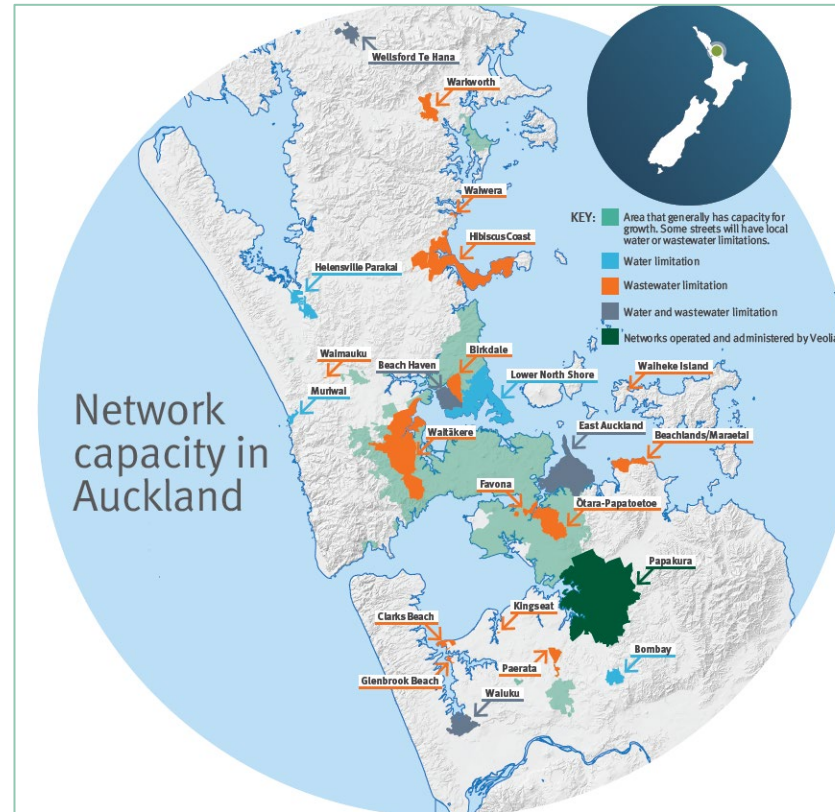 Wellsford Te Hana
Warkworth
Waiwera
KEY:
Area that generally has capacity for
growth. Some streets will have local
water or wastewater limitations.
Hibiscus Coast
Water limitation
Helensville Parakai
Wastewater limitation
Water and wastewater limitation
Networks operated and administered by Veolia
Waimauku
Birkdale
Beach Haven
Waiheke Island
Muriwai
Lower North Shore
Network
capacity in
Auckland
East Auckland
Waitākere
Beachlands/Maraetai
Favona
Ōtara-Papatoetoe
Papakura
Kingseat
Clarks Beach
Bombay
Paerata
Glenbrook Beach
Waiuku